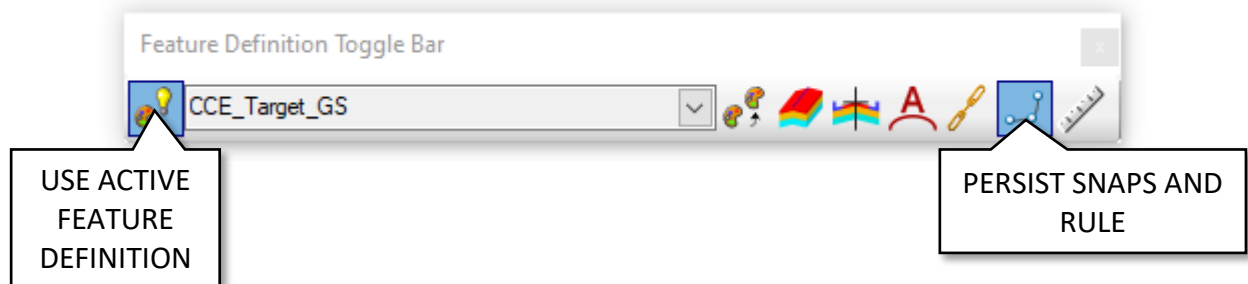 Feature Definition Toggle Bar
x
CCE_Target_GS
A
USE ACTIVE
FEATURE
DEFINITION
PERSIST SNAPS AND
RULE